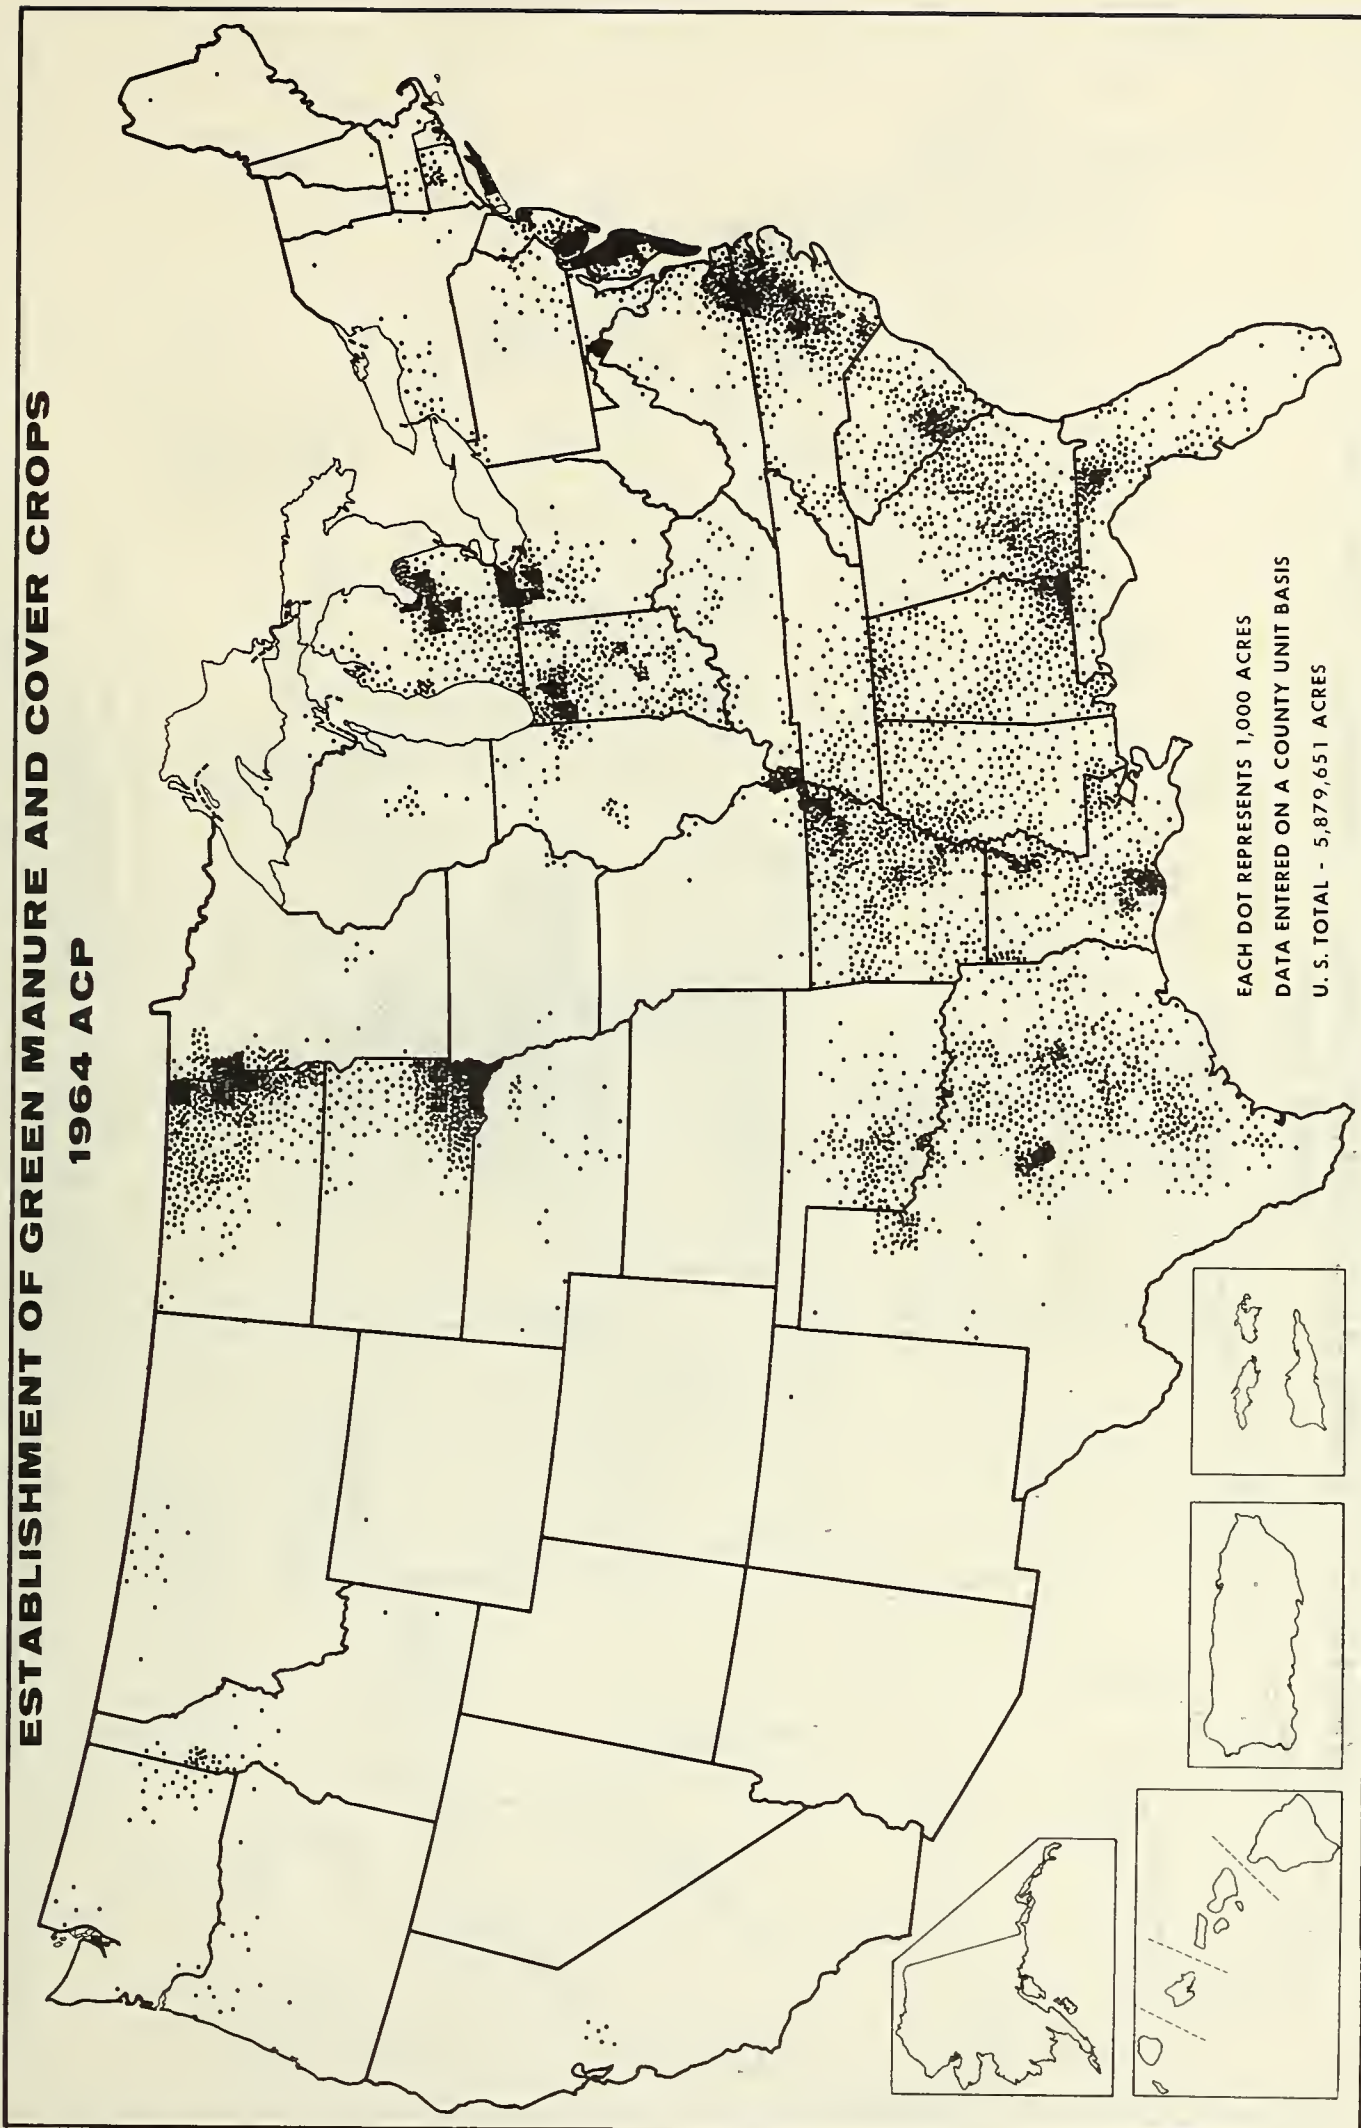 ESTABLISHMENT OF GREEN MANURE AND COVER CROPS
1964 ACP
EACH DOT REPRESENTS 1,000 ACRES
DATA ENTERED ON A COUNTY UNIT BASIS
U. S. TOTAL - 5,879,651 ACRES